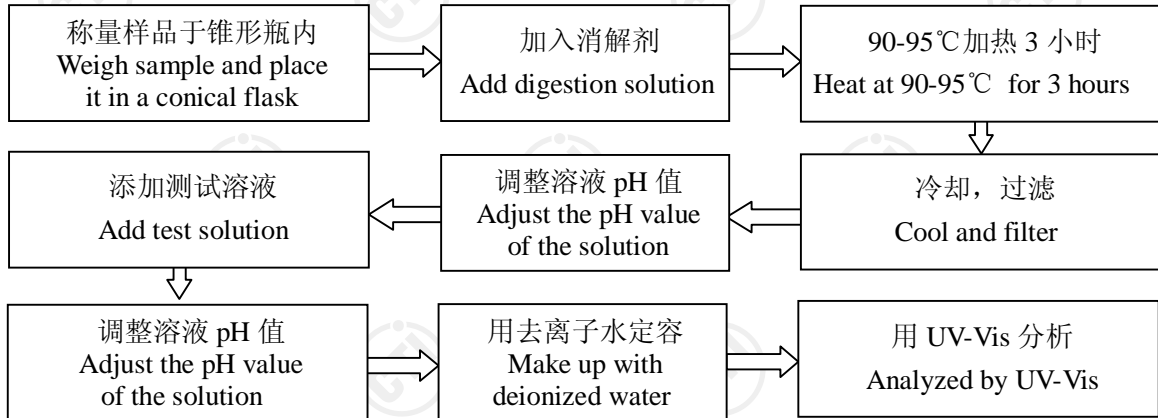 称量样品于锥形瓶内
Weigh sample and place
it in a conical flask
加入消解剂
Add digestion solution
90-95℃加热 3 小时
Heat at 90-95℃ for 3 hours
冷却，过滤
Cool and filter
调整溶液 pH 值
Adjust the pH value
of the solution
添加测试溶液
Add test solution
调整溶液 pH 值
Adjust the pH value
of the solution
用去离子水定容
Make up with
deionized water
用 UV-Vis 分析
Analyzed by UV-Vis